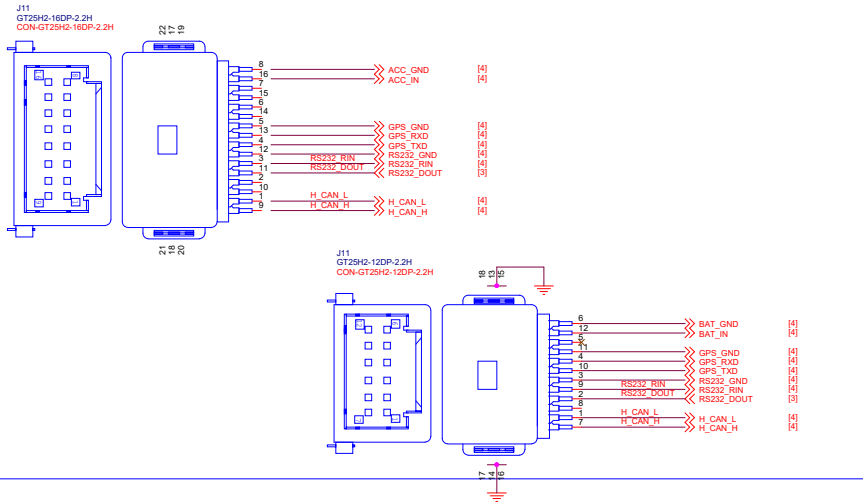 J11
GT25H2-16DP-2.2H
CON-GT25H2-16DP-2.2H
22
17
19
8
ACC_GND [4]
16
ACC_IN [4]
7
15
6
14
5
GPS_GND [4]
13
GPS_RXD [4]
4
GPS_TXD [4]
12
RS232_GND [4]
3 RS232_RIN
RS232_RIN [4]
11 RS232_DOUT
RS232_DOUT [3]
2
10
1 H_CAN_L
H_CAN_L [4]
9 H_CAN_H
H_CAN_H [4]
21
18
20
J11
GT25H2-12DP-2.2H
CON-GT25H2-12DP-2.2H
18
13
15
6
BAT_GND [4]
12
BAT_IN [4]
5
11
GPS_GND [4]
4
GPS_RXD [4]
10
GPS_TXD [4]
3
RS232_GND [4]
9 RS232_RIN
RS232_RIN [4]
2 RS232_DOUT
RS232_DOUT [3]
8
1 H_CAN_L
H_CAN_L [4]
7 H_CAN_H
H_CAN_H [4]
17
14
16